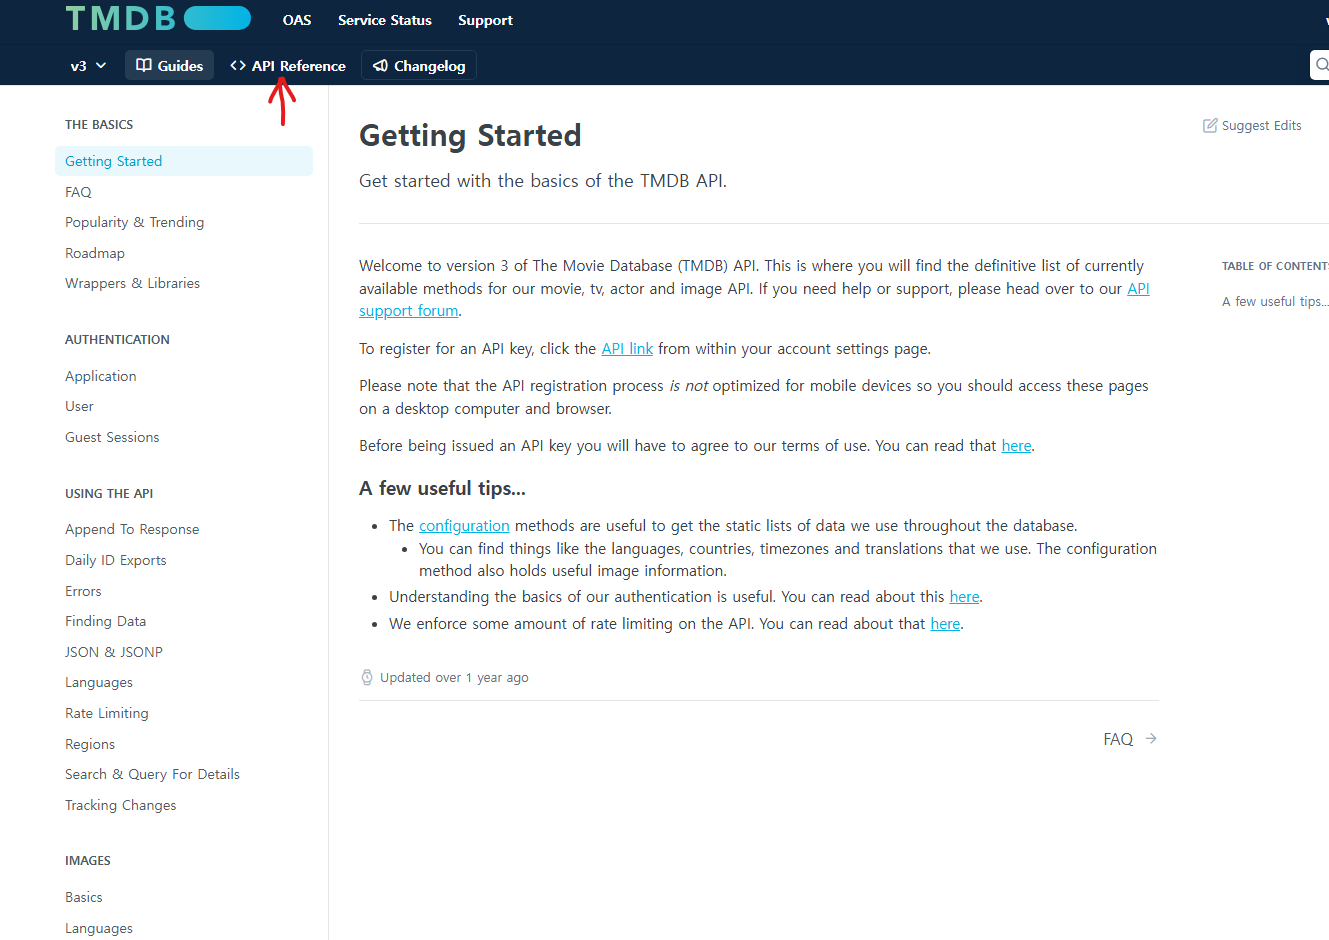 TMDB
OAS
Service Status
Support
v3
Guides
<> API Reference
Changelog
THE BASICS
Getting Started
FAQ
Popularity & Trending
Roadmap
Wrappers & Libraries
AUTHENTICATION
Application
User
Guest Sessions
USING THE API
Append To Response
Daily ID Exports
Errors
Finding Data
JSON & JSONP
Languages
Rate Limiting
Regions
Search & Query For Details
Tracking Changes
IMAGES
Basics
Languages
Getting Started
Suggest Edits
Get started with the basics of the TMDB API.
Welcome to version 3 of The Movie Database (TMDB) API. This is where you will find the definitive list of currently
available methods for our movie, tv, actor and image API. If you need help or support, please head over to our API
support forum.
To register for an API key, click the API link from within your account settings page.
Please note that the API registration process is not optimized for mobile devices so you should access these pages
on a desktop computer and browser.
Before being issued an API key you will have to agree to our terms of use. You can read that here.
A few useful tips...
• The configuration methods are useful to get the static lists of data we use throughout the database.
• You can find things like the languages, countries, timezones and translations that we use. The configuration
method also holds useful image information.
• Understanding the basics of our authentication is useful. You can read about this here.
• We enforce some amount of rate limiting on the API. You can read about that here.
Updated over 1 year ago
FAQ →
TABLE OF CONTENT
A few useful tips...